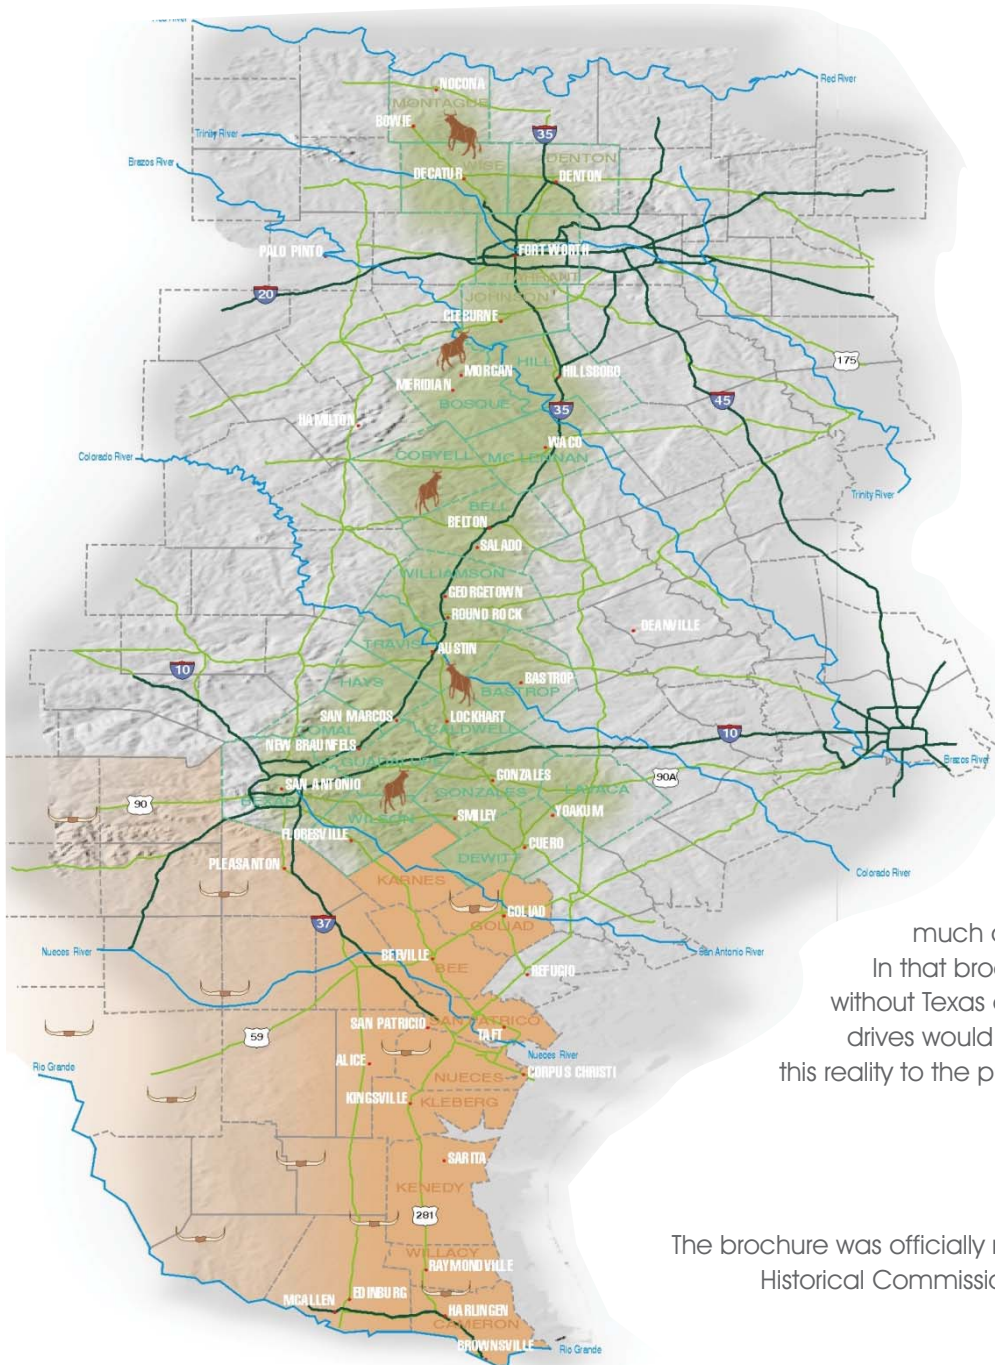 Red River
Red River
NOCONA
MONTAGUE
BOWIE
Trinity River
35
DENTON
WISE
Brazos River
DECATUR
DENTON
PALO PINTO
FORT WORTH
TARRANT
20
JOHNSON
CLEBURNE
175
HILL
MORGAN
HILLSBORO
MERIDIAN
BOSQUE
45
35
HAMILTON
WACO
Colorado River
CORYELL
MC LENNAN
Trinity River
BELL
BELTON
SALADO
WILLIAMSON
GEORGETOWN
ROUND ROCK
DEANVILLE
TRAVIS
AUSTIN
10
HAYS
BASTROP
BASTROP
SAN MARCOS
LOCKHART
COMAL
CALDWELL
10
NEW BRAUNFELS
GUADALUPE
Brazos River
GONZALES
90A
SAN ANTONIO
GONZALES
LAVACA
90
BEXAR
WILSON
SMILEY
YOAKUM
FLORESVILLE
CUERO
DEWITT
PLEASANTON
Colorado River
KARNES
GOLIAD
37
GOLIAD
much
Nueces River
BEEVILLE
San Antonio River
BEE
REFUGIO
In that
without Texas
SAN PATRICIO
SAN PATRICO
59
TAFT
drives would
Nueces River
ALICE
Rio Grande
CORPUS CHRISTI
this reality to the
NUECES
KINGSVILLE
KLEBERG
SARITA
KENEDY
281
The brochure was officially
WILLACY
RAYMONDVILLE
Historical
EDINBURG
MCALLEN
HARLINGEN
CAMERON
BROWNSVILLE
Rio Grande